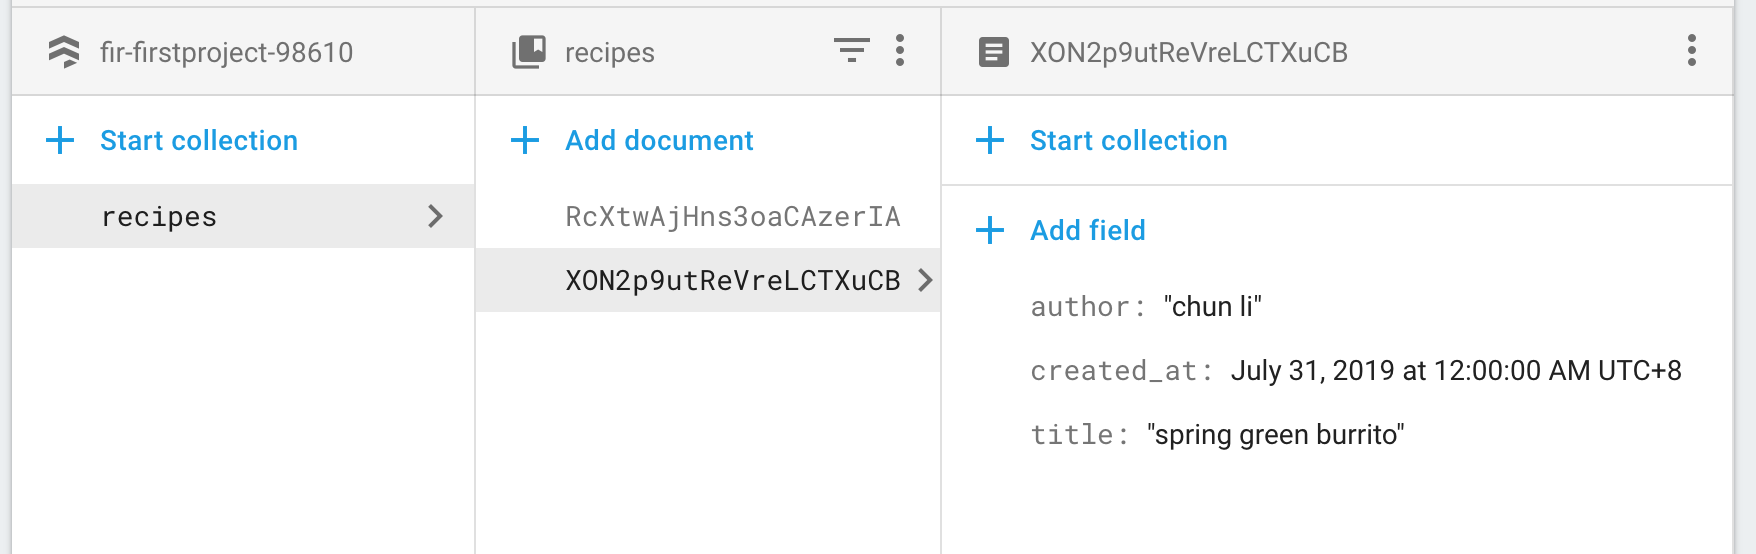 fir-firstproject-98610
recipes
XON2p9utReVreLCTXuCB
Start collection
Add document
Start collection
recipes
RcXtwAjHns3oaCAzerIA
Add field
XON2p9utReVreLCTXuCB
author: "chun li"
created_at: July 31, 2019 at 12:00:00 AM UTC+8
title: "spring green burrito"